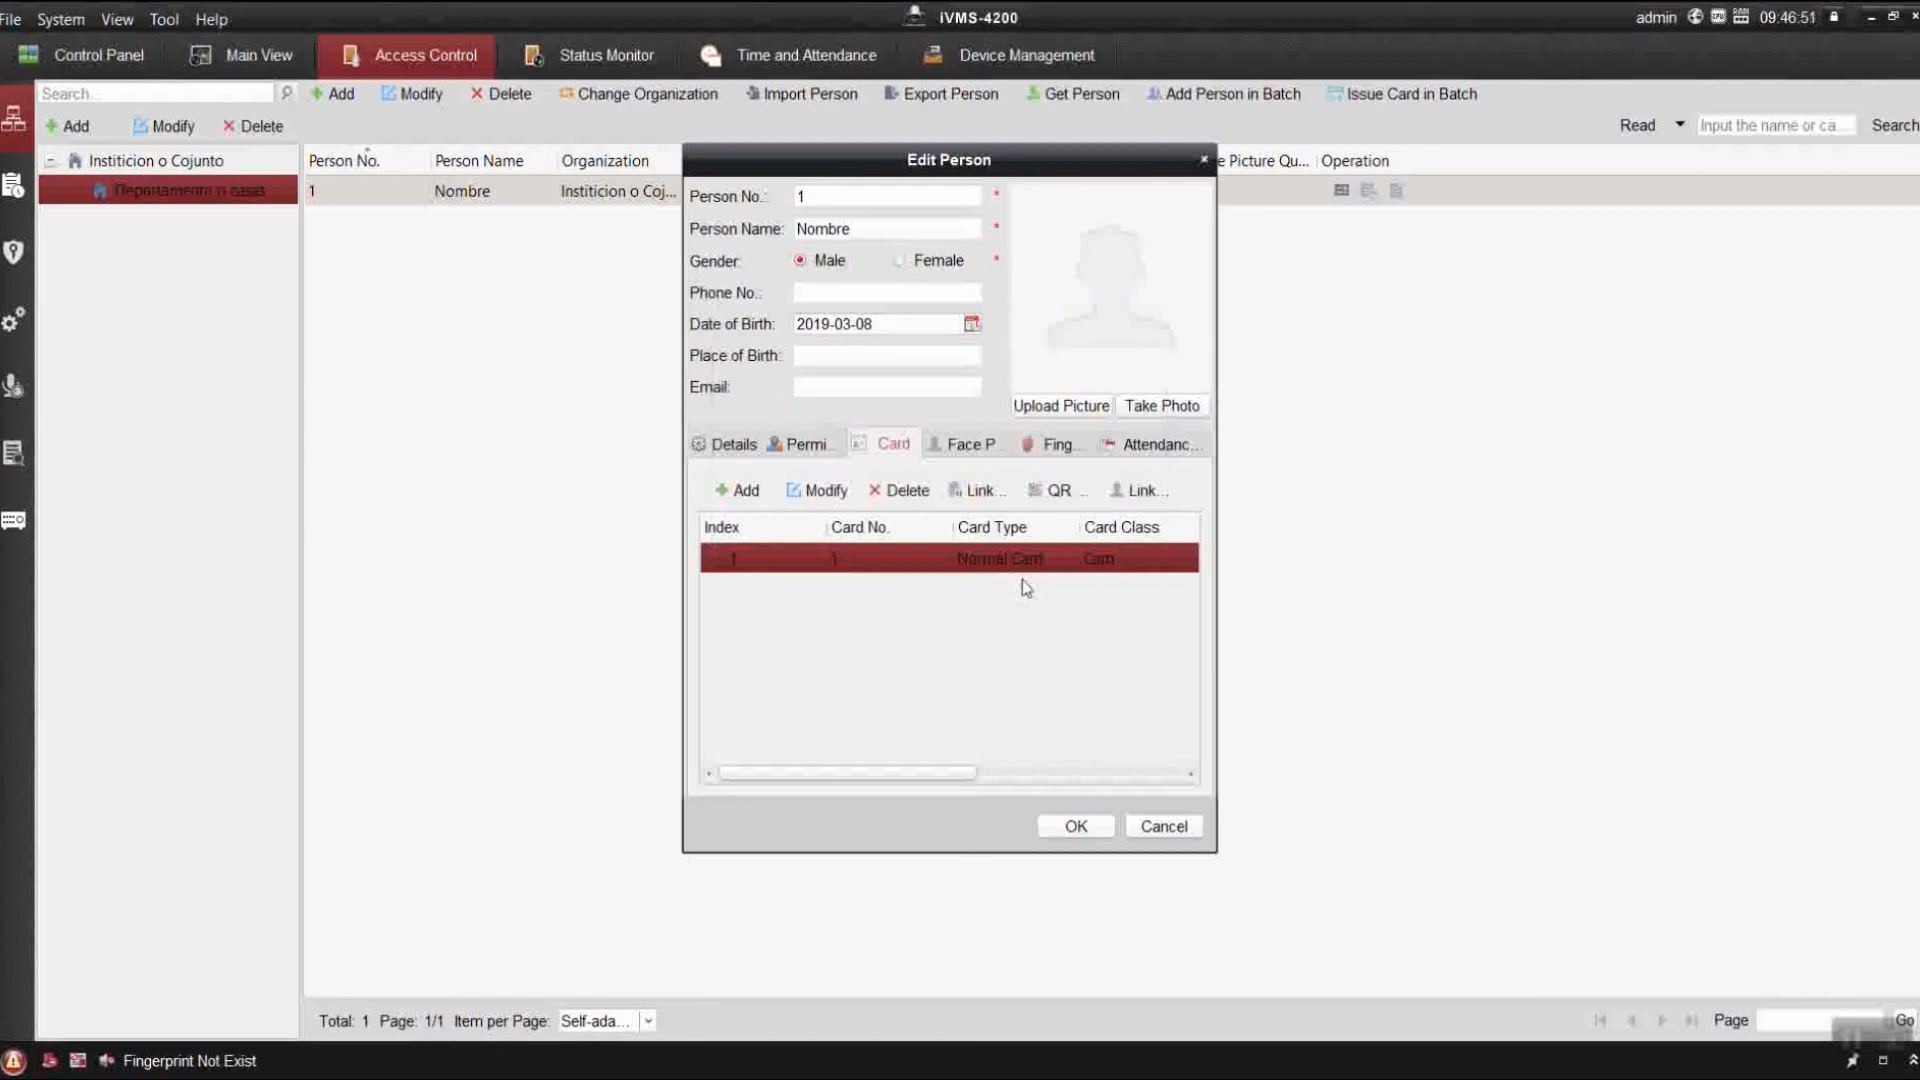 File System View Tool Help
iVMS-4200
admin 09:46:51
Control Panel Main View Access Control Status Monitor Time and Attendance Device Management
Search...
Add Modify Delete Change Organization Import Person Export Person Get Person Add Person in Batch Issue Card in Batch
Add Modify Delete
Read Input the name or ca... Search
Institicion o Cojunto
Departamento o casas
Person No. Person Name Organization e Picture Qu... Operation
1 Nombre Institicion o Coj...
Edit Person
Person No.: 1 *
Person Name: Nombre *
Gender: Male Female *
Phone No.:
Date of Birth: 2019-03-08
Place of Birth:
Email:
Upload Picture Take Photo
Details Permi... Card Face P... Fing... Attendanc...
Add Modify Delete Link... QR ... Link...
Index Card No. Card Type Card Class
1 1 Normal Card Card
OK Cancel
Total: 1 Page: 1/1 Item per Page: Self-ada...
Page Go
Fingerprint Not Exist